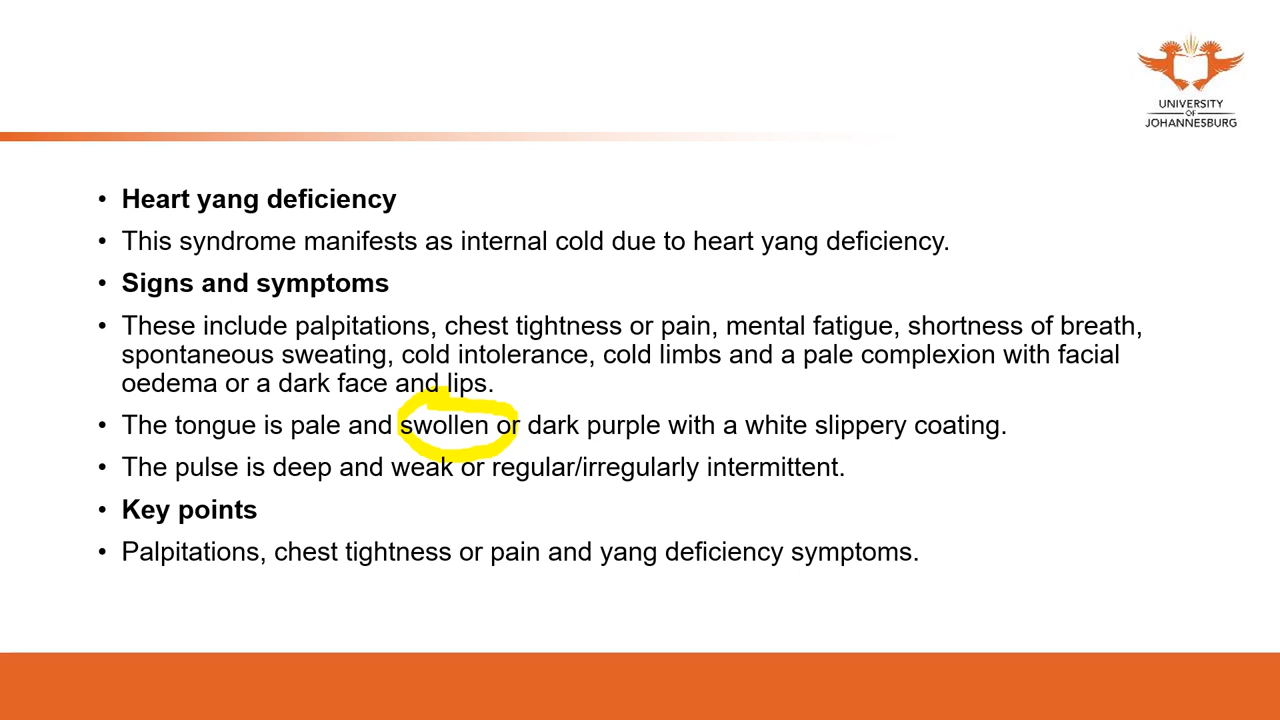 UNIVERSITY
OF
JOHANNESBURG
• Heart yang deficiency
• This syndrome manifests as internal cold due to heart yang deficiency.
• Signs and symptoms
• These include palpitations, chest tightness or pain, mental fatigue, shortness of breath,
spontaneous sweating, cold intolerance, cold limbs and a pale complexion with facial
oedema or a dark face and lips.
• The tongue is pale and swollen or dark purple with a white slippery coating.
• The pulse is deep and weak or regular/irregularly intermittent.
• Key points
• Palpitations, chest tightness or pain and yang deficiency symptoms.